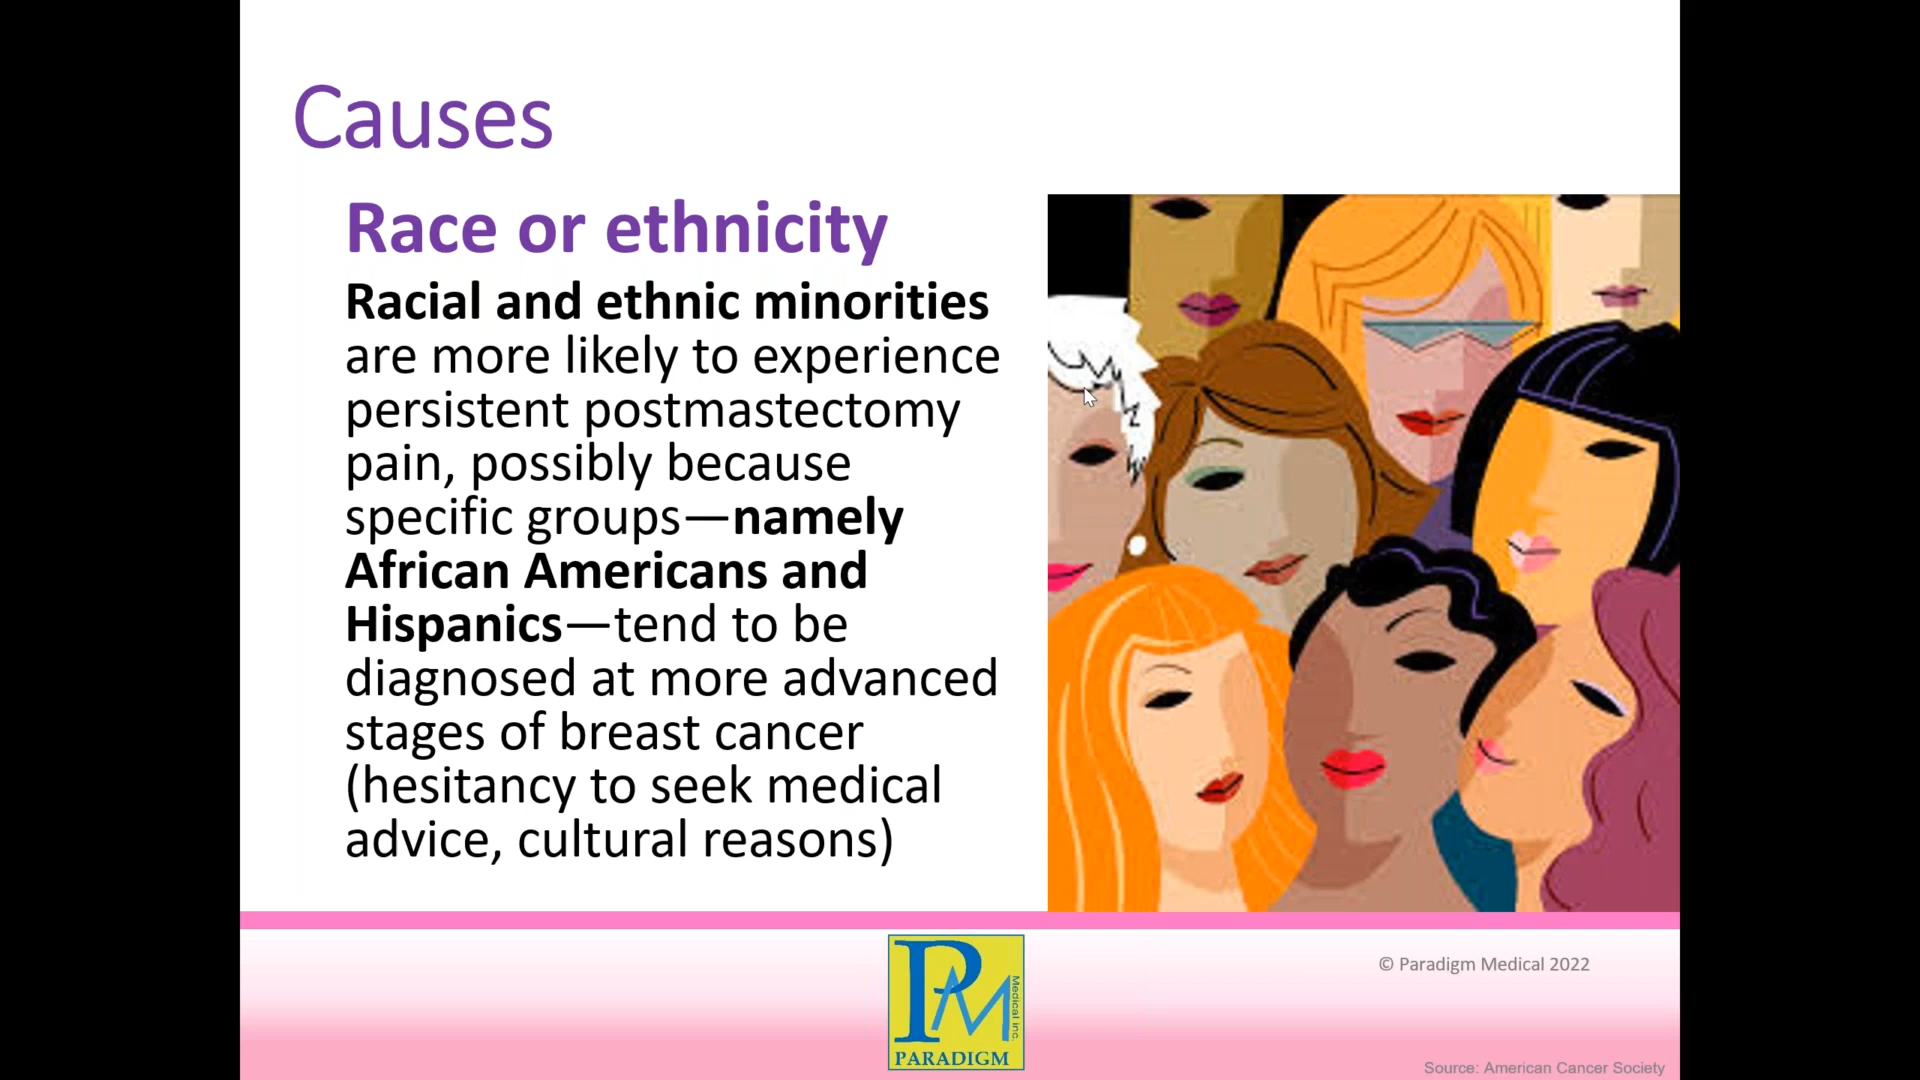 Causes
Race or ethnicity
Racial and ethnic minorities
are more likely to experience
persistent postmastectomy
pain, possibly because
specific groups—namely
African Americans and
Hispanics—tend to be
diagnosed at more advanced
stages of breast cancer
(hesitancy to seek medical
advice, cultural reasons)
PM
Medical inc.
PARADIGM
© Paradigm Medical 2022
Source: American Cancer Society